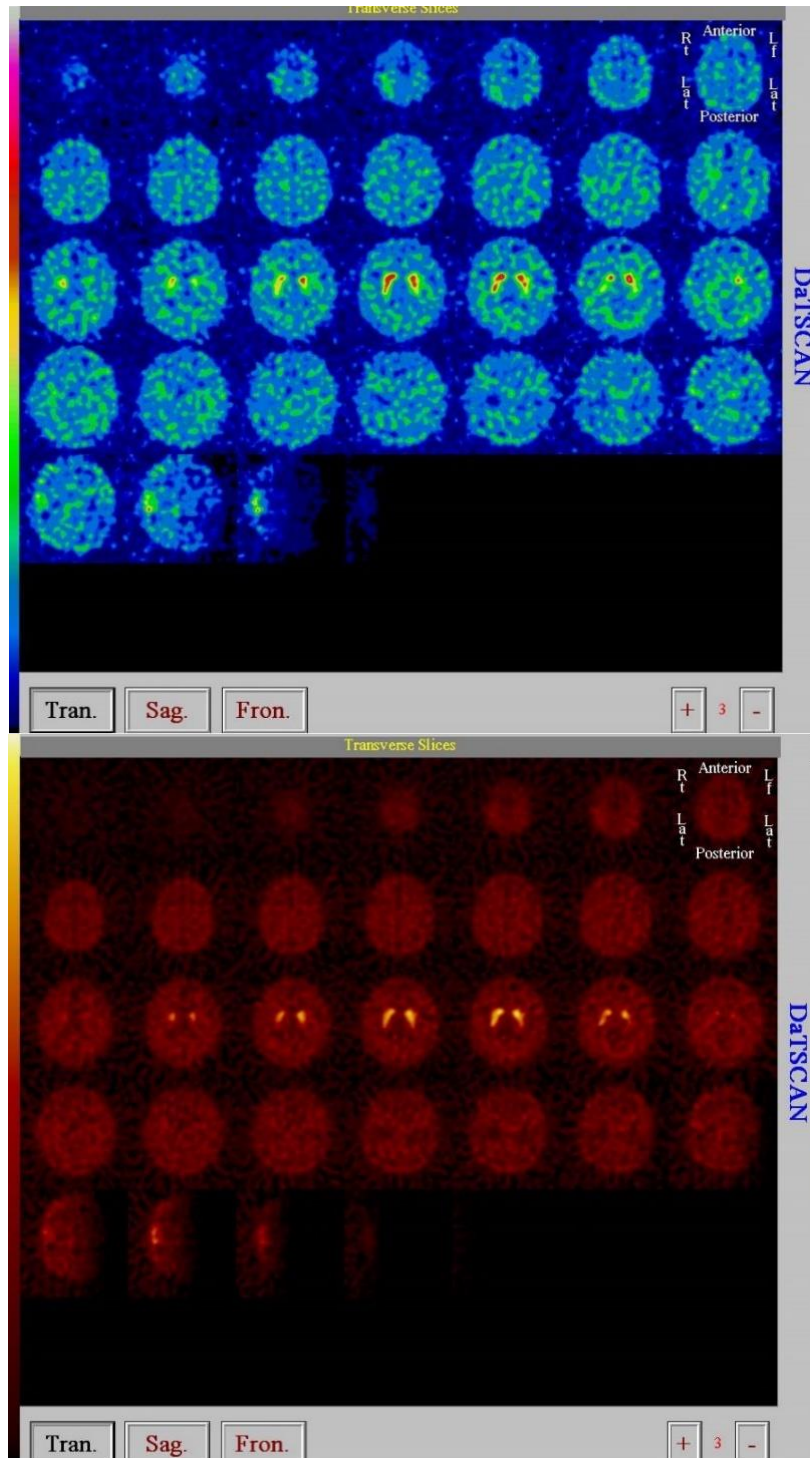 Transverse Slices
Rt
Anterior
Lf
Lat
Lat
Posterior
DaTSCAN
Tran.
Sag.
Fron.
+
3
-
Transverse Slices
Rt
Anterior
Lf
Lat
Lat
Posterior
DaTSCAN
Tran.
Sag.
Fron.
+
3
-